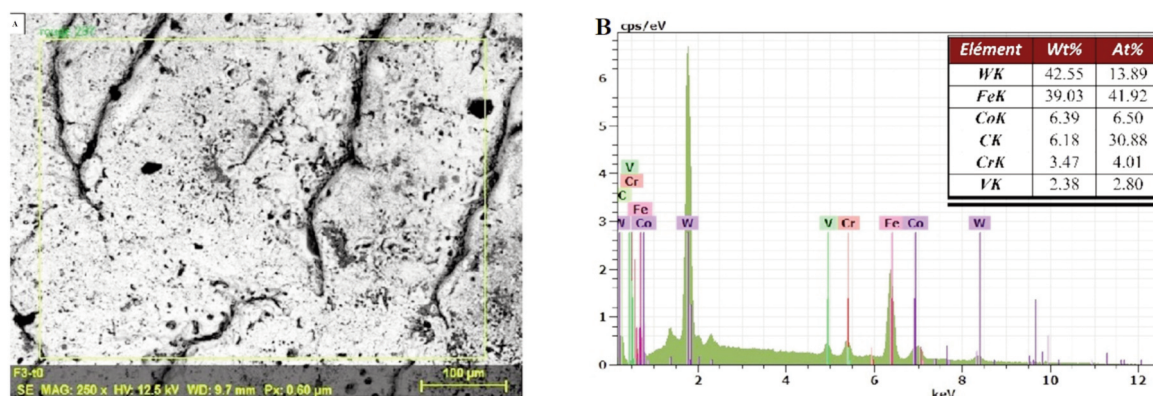 A
F3-t0
SE MAG: 250 x HV: 12.5 kV WD: 9.7 mm Px: 0.60 µm
100 µm
B
cps/eV
Elément Wt% At%
WK 42.55 13.89
FeK 39.03 41.92
CoK 6.39 6.50
CK 6.18 30.88
CrK 3.47 4.01
VK 2.38 2.80
6
5
4
3
2
1
0
V
Cr
C
Fe
W Co W V Cr Fe Co W
2 4 6 8 10 12
keV